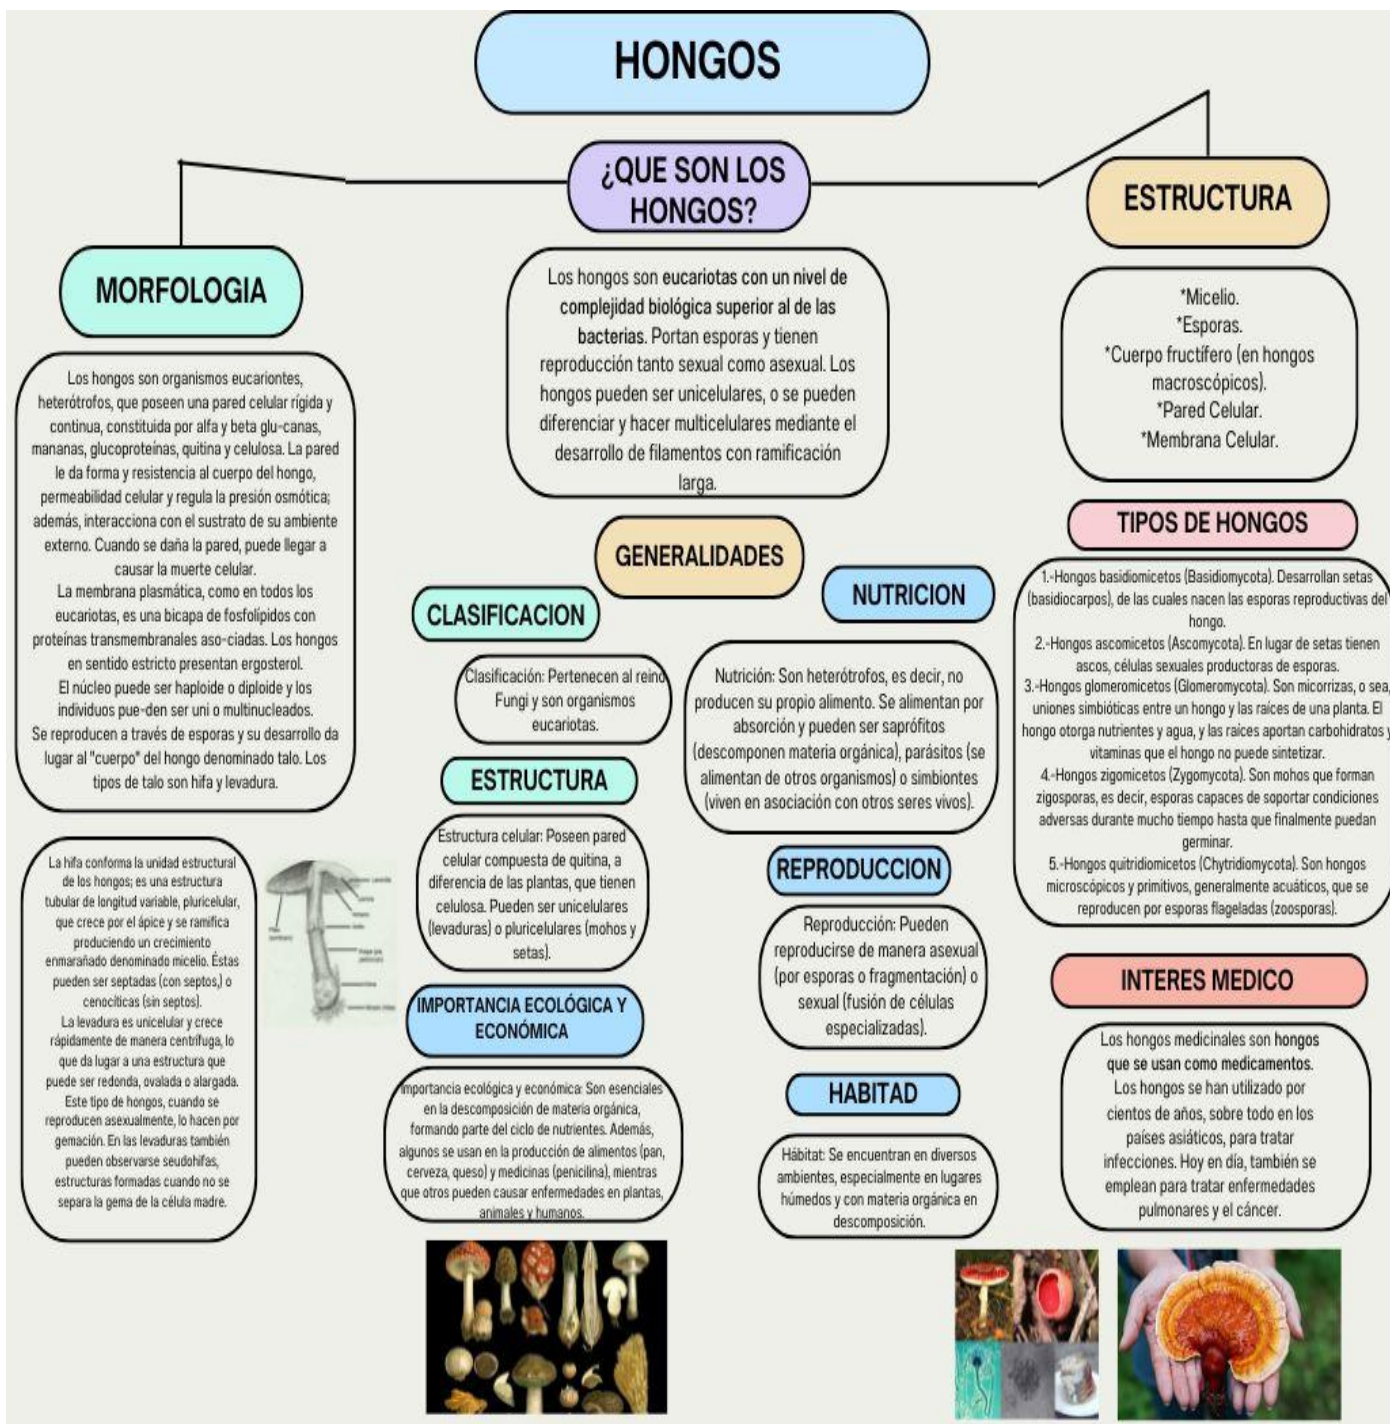 HONGOS
¿QUE SON LOS
HONGOS?
Los hongos son eucariotas con un nivel de
complejidad biológica superior al de las
bacterias. Portan esporas y tienen
reproducción tanto sexual como asexual. Los
hongos pueden ser unicelulares, o se pueden
diferenciar y hacer multicelulares mediante el
desarrollo de filamentos con ramificación
larga.
MORFOLOGIA
Los hongos son organismos eucariontes,
heterótrofos, que poseen una pared celular rígida y
continua, constituida por alfa y beta glu-canas,
mananas, glucoproteínas, quitina y celulosa. La pared
le da forma y resistencia al cuerpo del hongo,
permeabilidad celular y regula la presión osmótica;
además, interacciona con el sustrato de su ambiente
externo. Cuando se daña la pared, puede llegar a
causar la muerte celular.
La membrana plasmática, como en todos los
eucariotas, es una bicapa de fosfolípidos con
proteínas transmembranales aso-ciadas. Los hongos
en sentido estricto presentan ergosterol.
El núcleo puede ser haploide o diploide y los
individuos pue-den ser uni o multinucleados.
Se reproducen a través de esporas y su desarrollo da
lugar al "cuerpo" del hongo denominado talo. Los
tipos de talo son hifa y levadura.
La hifa conforma la unidad estructural
de los hongos; es una estructura
tubular de longitud variable, pluricelular,
que crece por el ápice y se ramifica
produciendo un crecimiento
enmarañado denominado micelio. Éstas
pueden ser septadas (con septos,) o
cenocíticas (sin septos).
La levadura es unicelular y crece
rápidamente de manera centrífuga, lo
que da lugar a una estructura que
puede ser redonda, ovalada o alargada.
Este tipo de hongos, cuando se
reproducen asexualmente, lo hacen por
gemación. En las levaduras también
pueden observarse seudohifas,
estructuras formadas cuando no se
separa la gema de la célula madre.
GENERALIDADES
CLASIFICACION
Clasificación: Pertenecen al reino
Fungi y son organismos
eucariotas.
ESTRUCTURA
Estructura celular: Poseen pared
celular compuesta de quitina, a
diferencia de las plantas, que tienen
celulosa. Pueden ser unicelulares
(levaduras) o pluricelulares (mohos y
setas).
IMPORTANCIA ECOLÓGICA Y
ECONÓMICA
Importancia ecológica y económica: Son esenciales
en la descomposición de materia orgánica,
formando parte del ciclo de nutrientes. Además,
algunos se usan en la producción de alimentos (pan,
cerveza, queso) y medicinas (penicilina), mientras
que otros pueden causar enfermedades en plantas,
animales y humanos.
NUTRICION
Nutrición: Son heterótrofos, es decir, no
producen su propio alimento. Se alimentan por
absorción y pueden ser saprófitos
(descomponen materia orgánica), parásitos (se
alimentan de otros organismos) o simbiontes
(viven en asociación con otros seres vivos).
REPRODUCCION
Reproducción: Pueden
reproducirse de manera asexual
(por esporas o fragmentación) o
sexual (fusión de células
especializadas).
HABITAD
Hábitat: Se encuentran en diversos
ambientes, especialmente en lugares
húmedos y con materia orgánica en
descomposición.
ESTRUCTURA
*Micelio.
*Esporas.
*Cuerpo fructífero (en hongos
macroscópicos).
*Pared Celular.
*Membrana Celular.
TIPOS DE HONGOS
1.-Hongos basidiomicetos (Basidiomycota). Desarrollan setas
(basidiocarpos), de las cuales nacen las esporas reproductivas del
hongo.
2.-Hongos ascomicetos (Ascomycota). En lugar de setas tienen
ascos, células sexuales productoras de esporas.
3.-Hongos glomeromicetos (Glomeromycota). Son micorrizas, o sea,
uniones simbióticas entre un hongo y las raíces de una planta. El
hongo otorga nutrientes y agua, y las raíces aportan carbohidratos y
vitaminas que el hongo no puede sintetizar.
4.-Hongos zigomicetos (Zygomycota). Son mohos que forman
zigosporas, es decir, esporas capaces de soportar condiciones
adversas durante mucho tiempo hasta que finalmente puedan
germinar.
5.-Hongos quitridiomicetos (Chytridiomycota). Son hongos
microscópicos y primitivos, generalmente acuáticos, que se
reproducen por esporas flageladas (zoosporas).
INTERES MEDICO
Los hongos medicinales son hongos
que se usan como medicamentos.
Los hongos se han utilizado por
cientos de años, sobre todo en los
países asiáticos, para tratar
infecciones. Hoy en día, también se
emplean para tratar enfermedades
pulmonares y el cáncer.